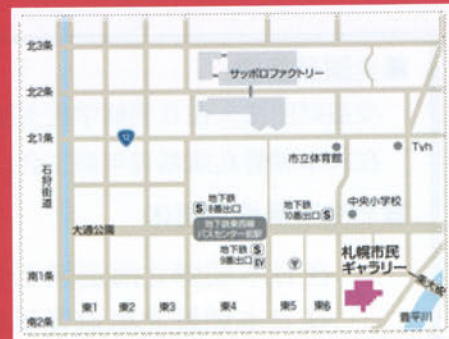 北3条
サッポロファクトリー
北2条
北1条
12
市立体育館
Tvh
石狩街道
地下鉄
8番出口
地下鉄
10番出口
中央小学校
大通公園
地下鉄東西線
バスセンター前駅
地下鉄
9番出口
EV
札幌市民
ギャラリー
南1条
東1
東2
東3
東4
東5
東6
一条大橋
豊平川
南2条